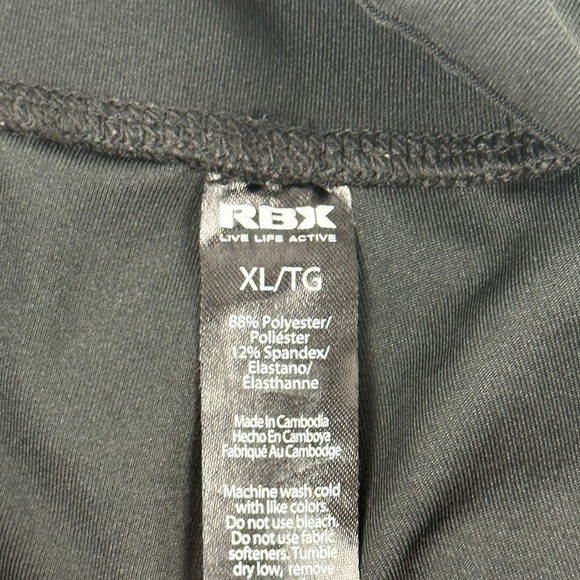 RBX
LIVE LIFE ACTIVE
XL/TG
88% Polyester/
Poliéster
12% Spandex/
Elastano/
Élasthanne
Made In Cambodia
Hecho En Camboya
Fabriqué Au Cambodge
Machine wash cold
with like colors.
Do not use bleach.
Do not use fabric
softeners. Tumble
dry low, remove